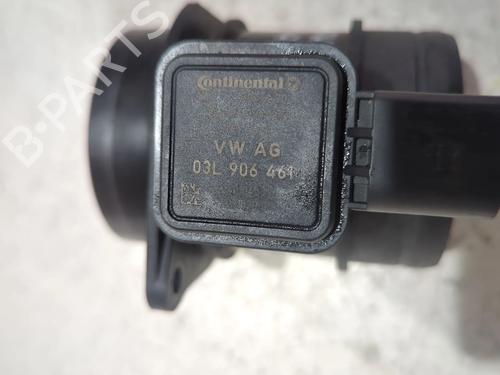 B-PARTS
Continental
VW AG
03L 906 461